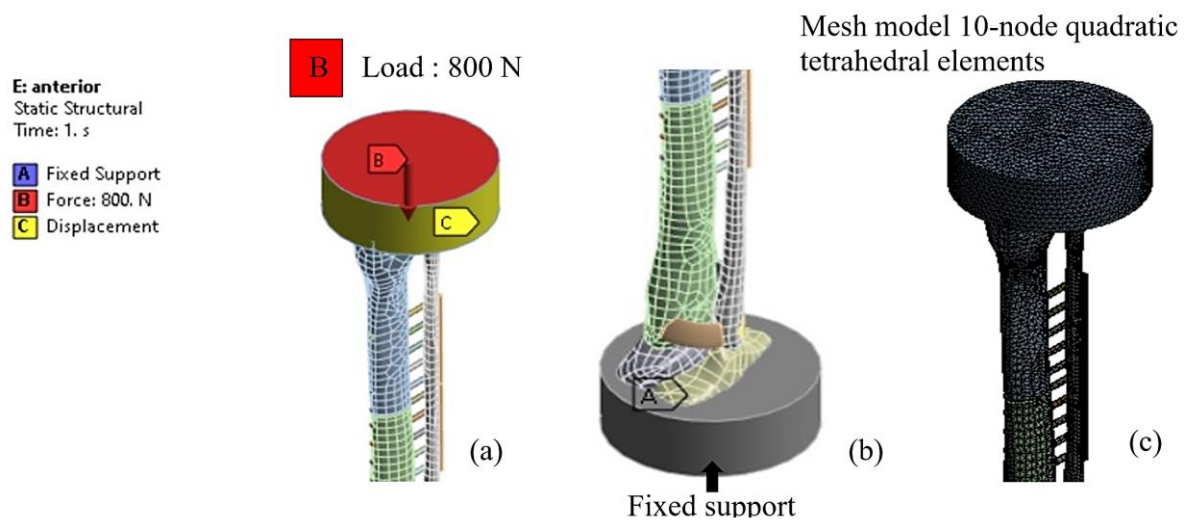 E: anterior
Static Structural
Time: 1. s
A Fixed Support
B Force: 800. N
C Displacement
B Load : 800 N
B
C
(a)
A
(b)
Fixed support
Mesh model 10-node quadratic
tetrahedral elements
(c)